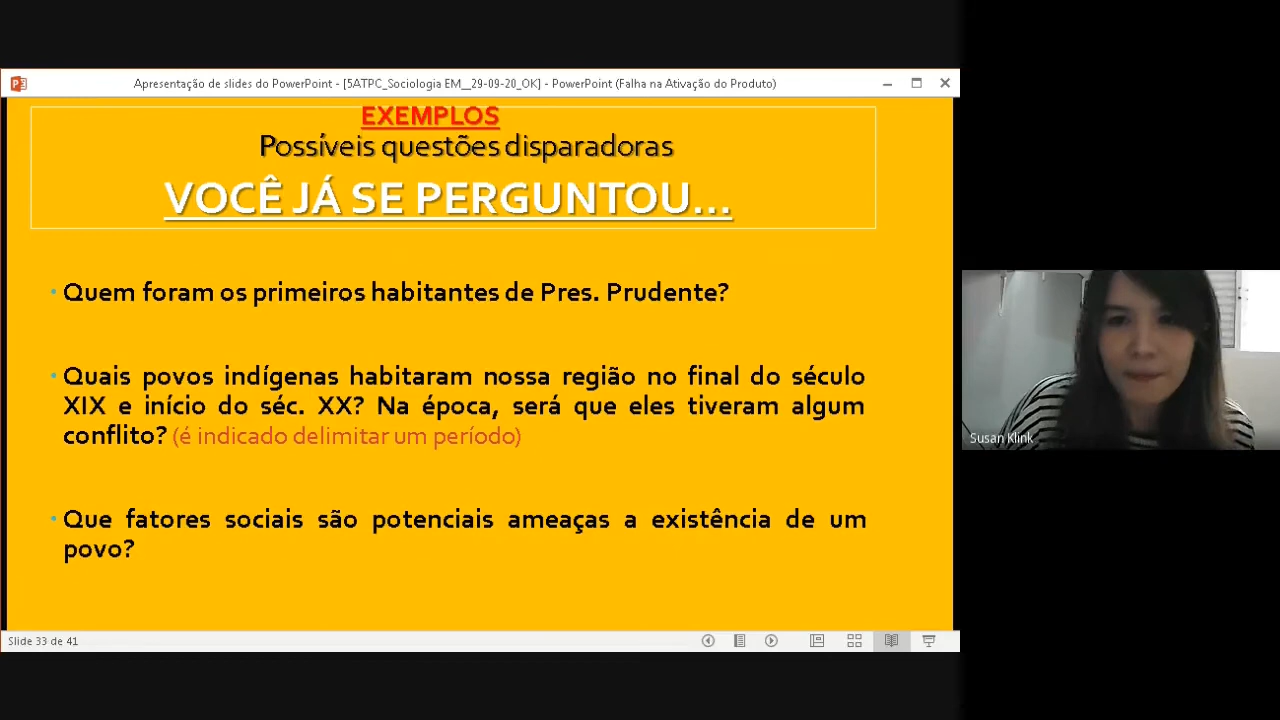 Apresentação de slides do PowerPoint - [5ATPC_Sociologia EM__29-09-20_OK] - PowerPoint (Falha na Ativação do Produto)
EXEMPLOS
Possíveis questões disparadoras
VOCÊ JÁ SE PERGUNTOU...
• Quem foram os primeiros habitantes de Pres. Prudente?
• Quais povos indígenas habitaram nossa região no final do século
XIX e início do séc. XX? Na época, será que eles tiveram algum
conflito? (é indicado delimitar um período)
• Que fatores sociais são potenciais ameaças a existência de um
povo?
Susan Klink
Slide 33 de 41